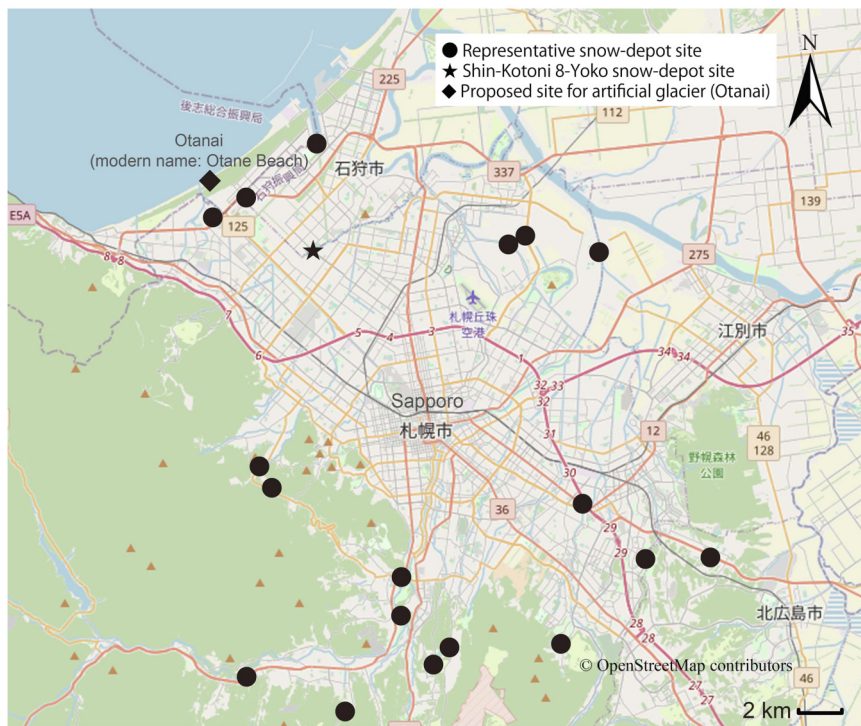 ● Representative snow-depot site
★ Shin-Kotoni 8-Yoko snow-depot site
◆ Proposed site for artificial glacier (Otanai)
N
225
後志総合振興局
112
Otanai
(modern name: Otane Beach)
石狩市
石狩振興局
337
139
E5A
125
8
8
275
7
札幌丘珠
空港
江別市
6
5
4
3
1
34
34
35
32
33
32
Sapporo
札幌市
31
12
46
128
野幌森林
公園
30
36
29
29
北広島市
28
28
© OpenStreetMap contributors
27
27
46
2 km